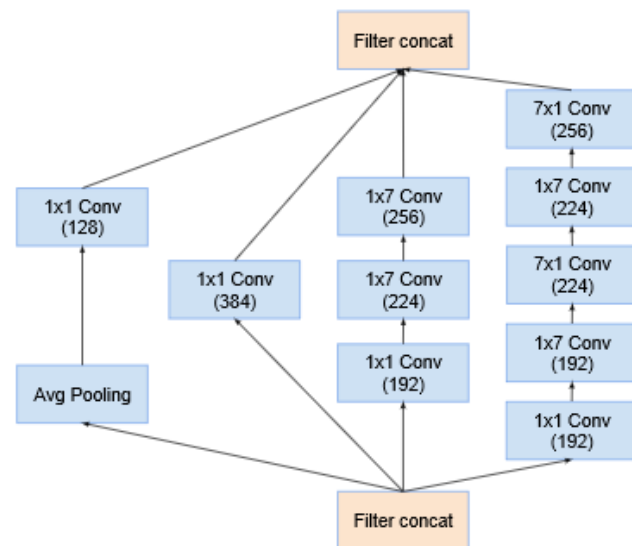 Filter concat
7x1 Conv
(256)
1x1 Conv
(128)
1x7 Conv
(256)
1x7 Conv
(224)
1x1 Conv
(384)
1x7 Conv
(224)
7x1 Conv
(224)
Avg Pooling
1x1 Conv
(192)
1x7 Conv
(192)
1x1 Conv
(192)
Filter concat